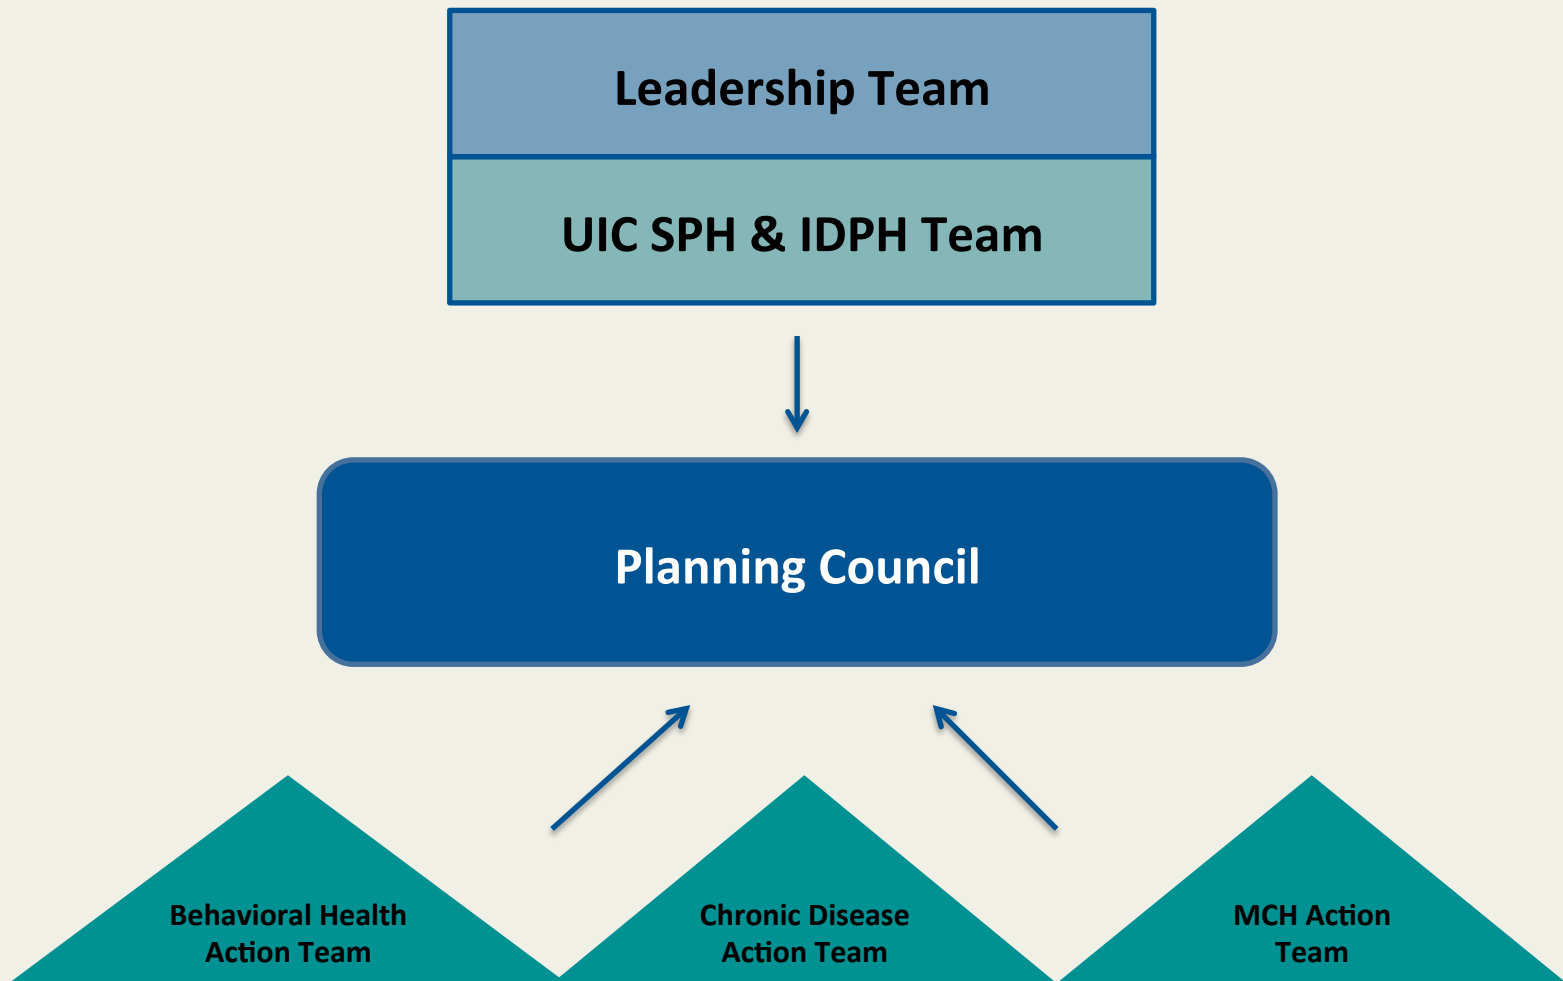 Leadership Team
UIC SPH & IDPH Team
Planning Council
Behavioral Health
Action Team
Chronic Disease
Action Team
MCH Action
Team